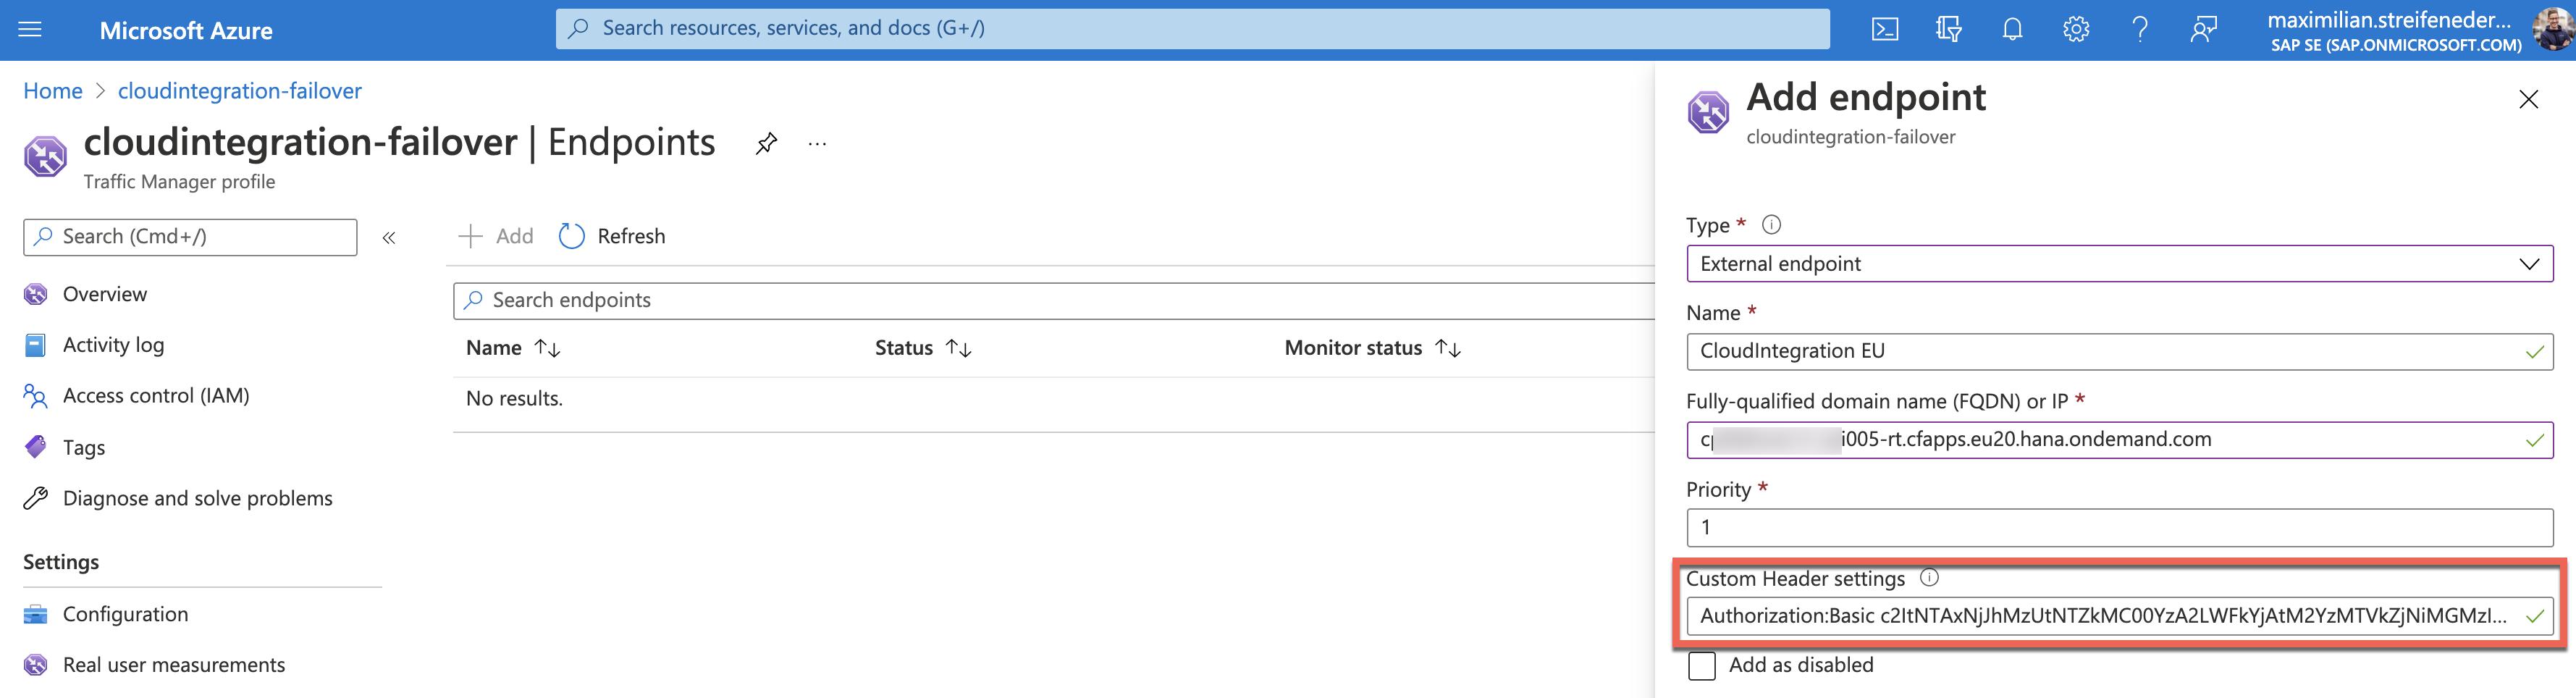 Microsoft Azure
Search resources, services, and docs (G+/)
maximilian.streifeneder...
SAP SE (SAP.ONMICROSOFT.COM)
Home > cloudintegration-failover
cloudintegration-failover | Endpoints
Traffic Manager profile
Search (Cmd+/)
Overview
Activity log
Access control (IAM)
Tags
Diagnose and solve problems
Settings
Configuration
Real user measurements
Add
Refresh
Search endpoints
Name
Status
Monitor status
No results.
Add endpoint
cloudintegration-failover
Type *
External endpoint
Name *
CloudIntegration EU
Fully-qualified domain name (FQDN) or IP *
i005-rt.cfapps.eu20.hana.ondemand.com
Priority *
1
Custom Header settings
Authorization:Basic c2ItNTAxNjJhMzUtNTZkMC00YzA2LWFkYjAtM2YzMTVkZjNiMGMzI...
Add as disabled